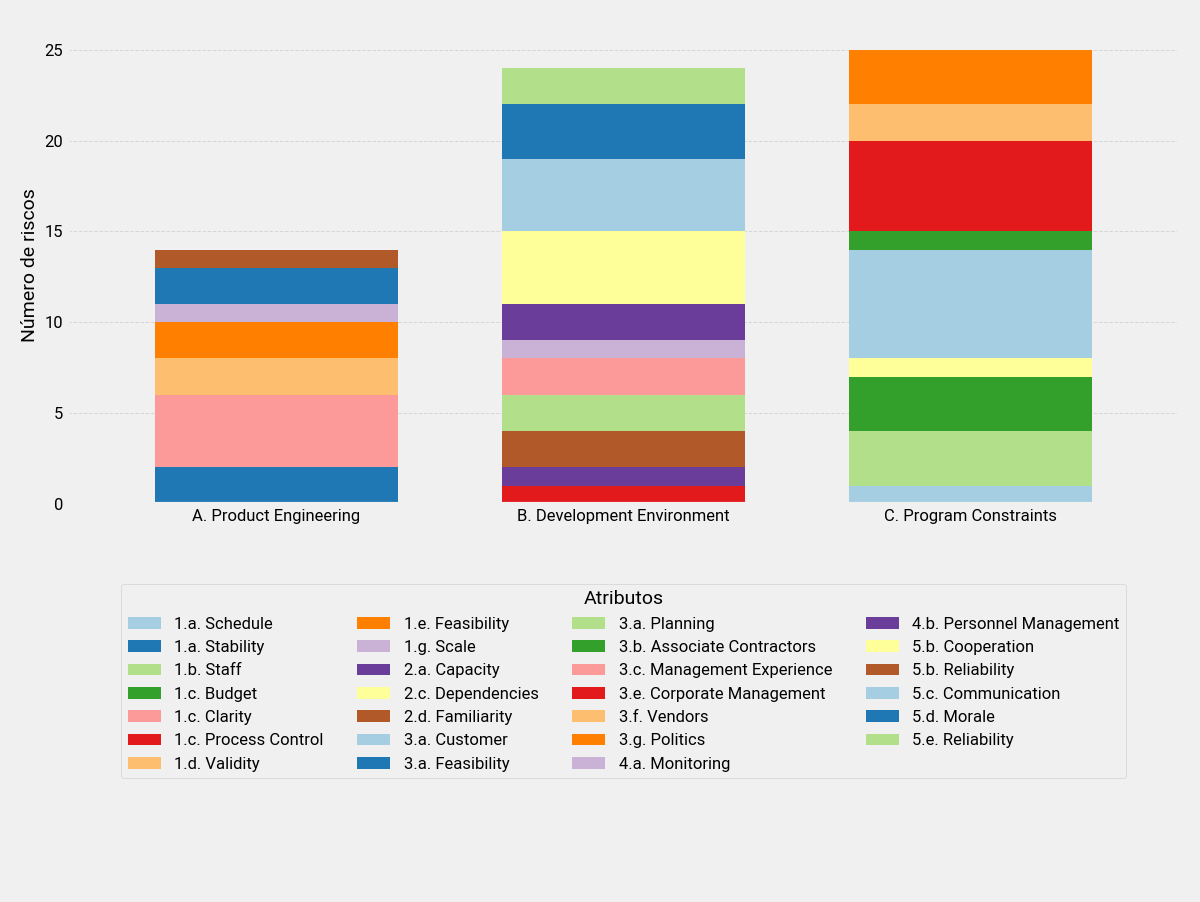 25
20
15
10
5
0
Número de riscos
A. Product Engineering
B. Development Environment
C. Program Constraints
Atributos
1.a. Schedule
1.a. Stability
1.b. Staff
1.c. Budget
1.c. Clarity
1.c. Process Control
1.d. Validity
1.e. Feasibility
1.g. Scale
2.a. Capacity
2.c. Dependencies
2.d. Familiarity
3.a. Customer
3.a. Feasibility
3.a. Planning
3.b. Associate Contractors
3.c. Management Experience
3.e. Corporate Management
3.f. Vendors
3.g. Politics
4.a. Monitoring
4.b. Personnel Management
5.b. Cooperation
5.b. Reliability
5.c. Communication
5.d. Morale
5.e. Reliability